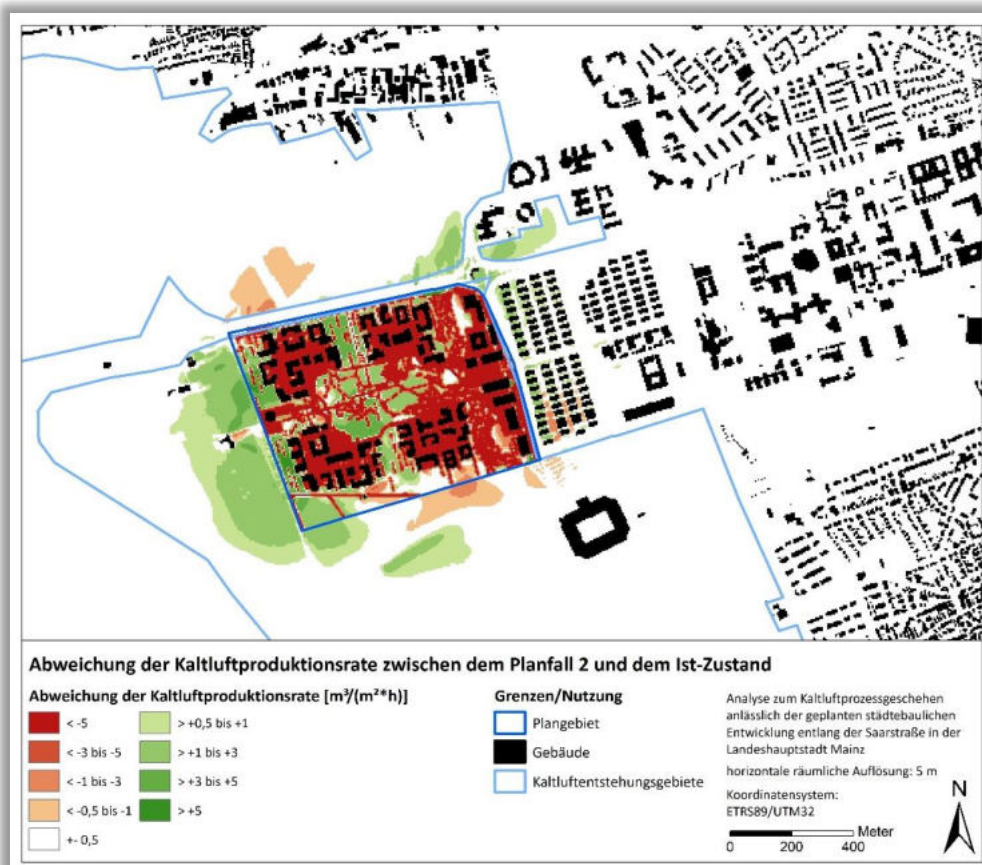 Abweichung der Kaltluftproduktionsrate zwischen dem Planfall 2 und dem Ist-Zustand
Abweichung der Kaltluftproduktionsrate [m³/(m²*h)]
< -5
< -3 bis -5
< -1 bis -3
< -0,5 bis -1
+- 0,5
> +0,5 bis +1
> +1 bis +3
> +3 bis +5
> +5
Grenzen/Nutzung
Plangebiet
Gebäude
Kaltluftentstehungsgebiete
Analyse zum Kaltluftprozessgeschehen
anlässlich der geplanten städtebaulichen
Entwicklung entlang der Saarstraße in der
Landeshauptstadt Mainz
horizontale räumliche Auflösung: 5 m
Koordinatensystem:
ETRS89/UTM32
N
Meter
0 200 400